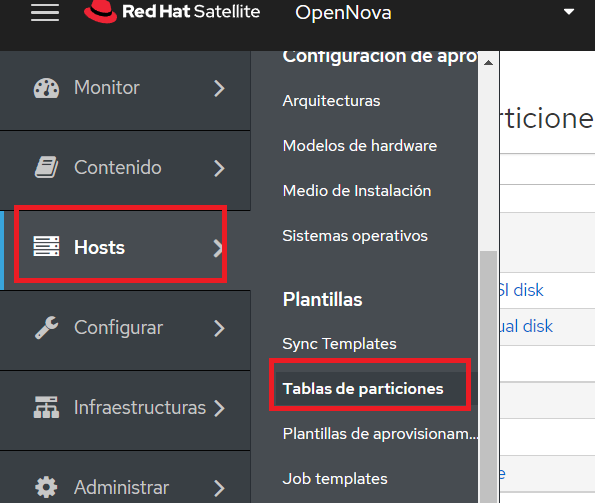 Red Hat Satellite
OpenNova
Monitor
Contenido
Hosts
Configurar
Infraestructuras
Administrar
Configuración de apro
Arquitecturas
Modelos de hardware
Medio de Instalación
Sistemas operativos
Plantillas
Sync Templates
Tablas de particiones
Plantillas de aprovisionam...
Job templates
rticione
SI disk
ual disk
e